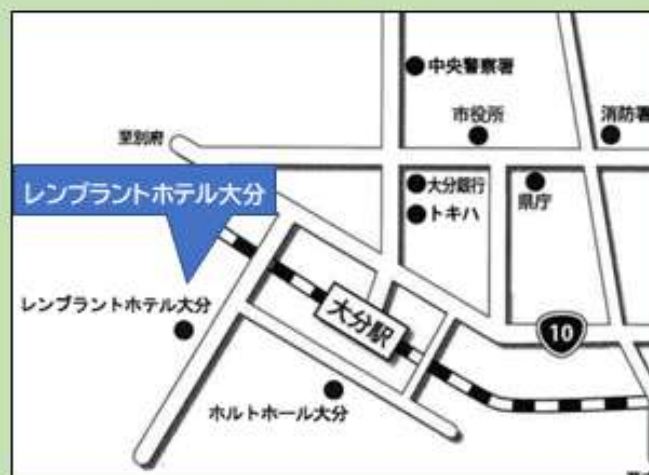 中央警察署
市役所
消防署
至別府
大分銀行
トキハ
県庁
レンブラントホテル大分
レンブラントホテル大分
大分駅
10
ホルトホール大分